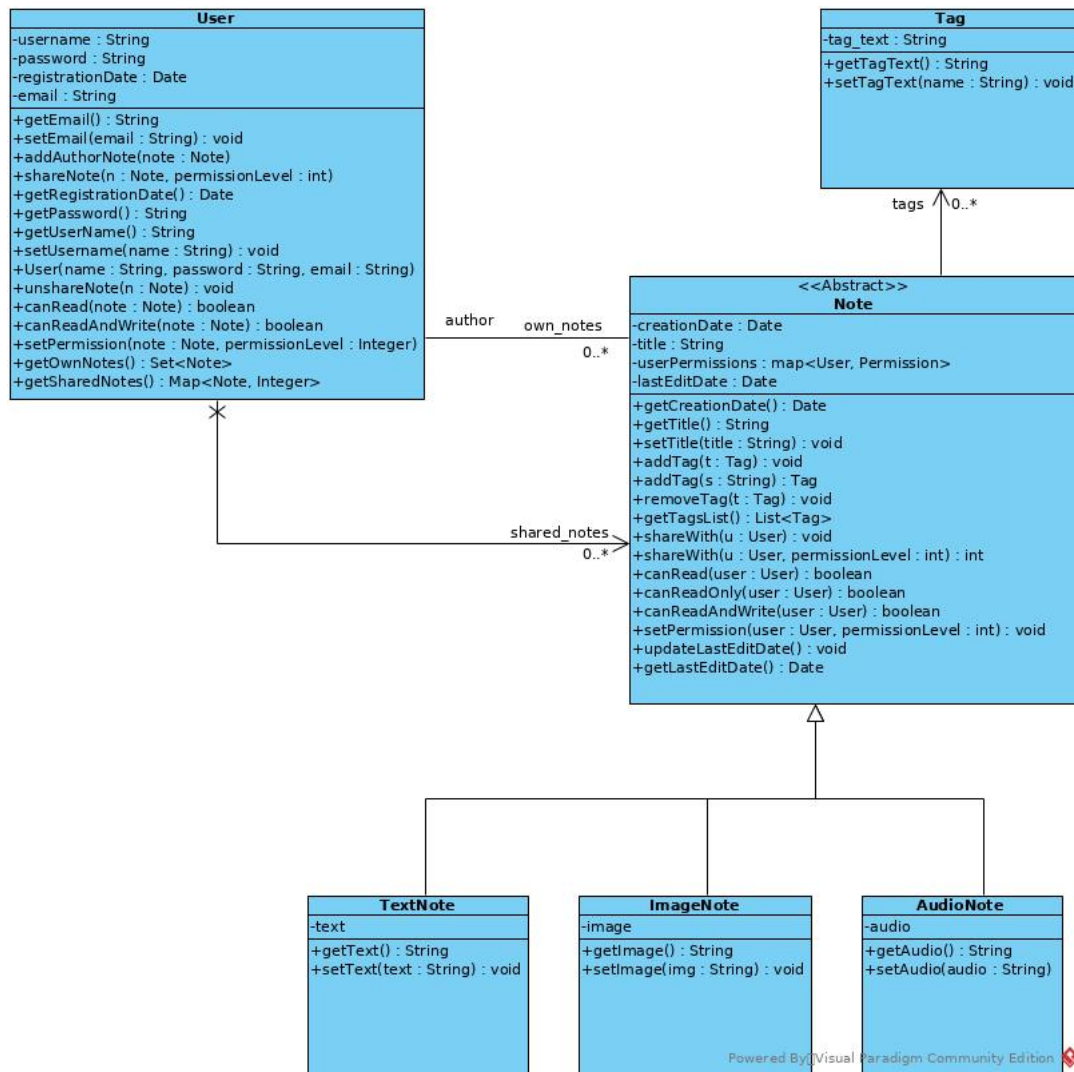 User
-username : String
-password : String
-registrationDate : Date
-email : String
+getEmail() : String
+setEmail(email : String) : void
+addAuthorNote(note : Note)
+shareNote(n : Note, permissionLevel : int)
+getRegistrationDate() : Date
+getPassword() : String
+getUserName() : String
+setUsername(name : String) : void
+User(name : String, password : String, email : String)
+unshareNote(n : Note) : void
+canRead(note : Note) : boolean
+canReadAndWrite(note : Note) : boolean
+setPermission(note : Note, permissionLevel : Integer)
+getOwnNotes() : Set<Note>
+getSharedNotes() : Map<Note, Integer>
Tag
-tag_text : String
+getTagText() : String
+setTagText(name : String) : void
tags
0..*
author
own_notes
0..*
shared_notes
0..*
<<Abstract>>
Note
-creationDate : Date
-title : String
-userPermissions : map<User, Permission>
-lastEditDate : Date
+getCreationDate() : Date
+getTitle() : String
+setTitle(title : String) : void
+addTag(t : Tag) : void
+addTag(s : String) : Tag
+removeTag(t : Tag) : void
+getTagsList() : List<Tag>
+shareWith(u : User) : void
+shareWith(u : User, permissionLevel : int) : int
+canRead(user : User) : boolean
+canReadOnly(user : User) : boolean
+canReadAndWrite(user : User) : boolean
+setPermission(user : User, permissionLevel : int) : void
+updateLastEditDate() : void
+getLastEditDate() : Date
TextNote
-text
+getText() : String
+setText(text : String) : void
ImageNote
-image
+getImage() : String
+setImage(img : String) : void
AudioNote
-audio
+getAudio() : String
+setAudio(audio : String)
Powered By Visual Paradigm Community Edition